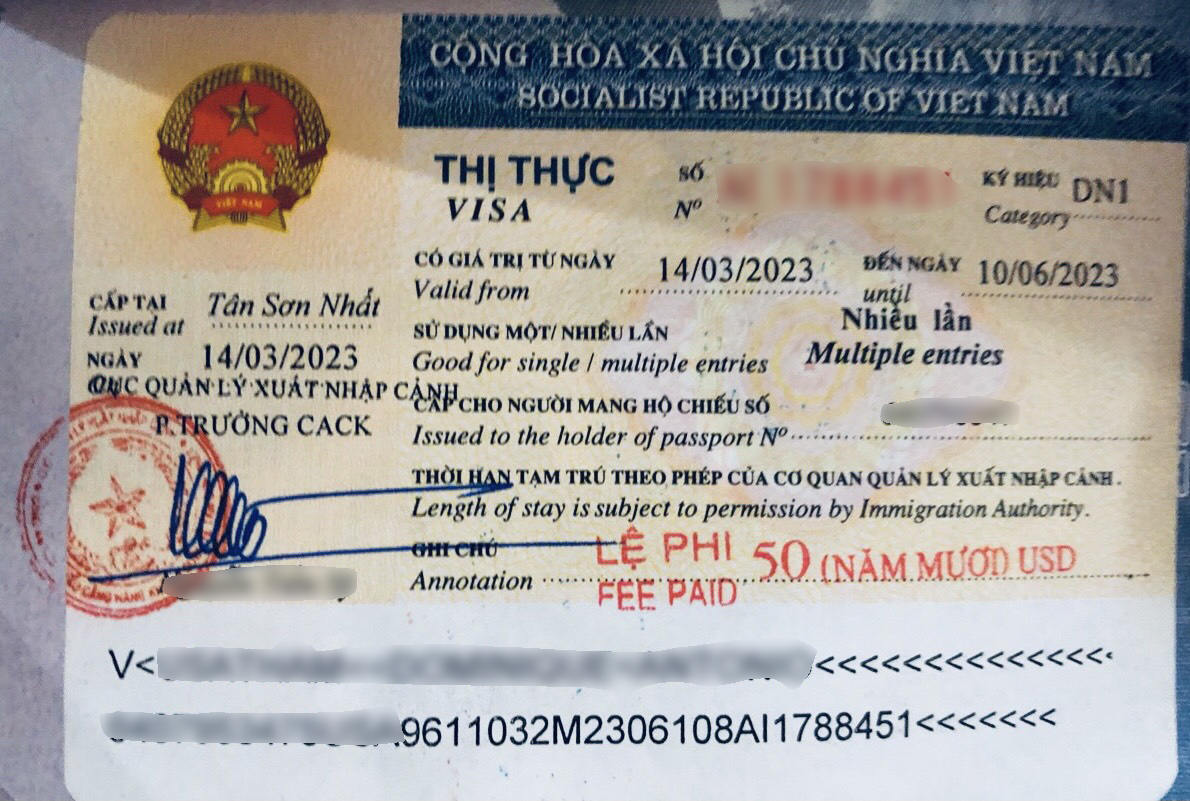 CỘNG HÒA XÃ HỘI CHỦ NGHĨA VIỆT NAM
SOCIALIST REPUBLIC OF VIET NAM
VIỆT NAM
THỊ THỰC
VISA
SỐ
Nº
KÝ HIỆU DN1
Category
CÓ GIÁ TRỊ TỪ NGÀY 14/03/2023 ĐẾN NGÀY 10/06/2023
Valid from until
CẤP TẠI Tân Sơn Nhất
Issued at
NGÀY 14/03/2023
CỤC QUẢN LÝ XUẤT NHẬP CẢNH
P.TRƯỞNG CACK
SỬ DỤNG MỘT/ NHIỀU LẦN Nhiều lần
Good for single / multiple entries Multiple entries
CẤP CHO NGƯỜI MANG HỘ CHIẾU SỐ
Issued to the holder of passport Nº
THỜI HẠN TẠM TRÚ THEO PHÉP CỦA CƠ QUAN QUẢN LÝ XUẤT NHẬP CẢNH.
Length of stay is subject to permission by Immigration Authority.
GHI CHÚ LỆ PHÍ 50 (NĂM MƯƠI) USD
Annotation FEE PAID
V< <<<<<<<<<<<<<<<
9611032M2306108AI1788451<<<<<<<